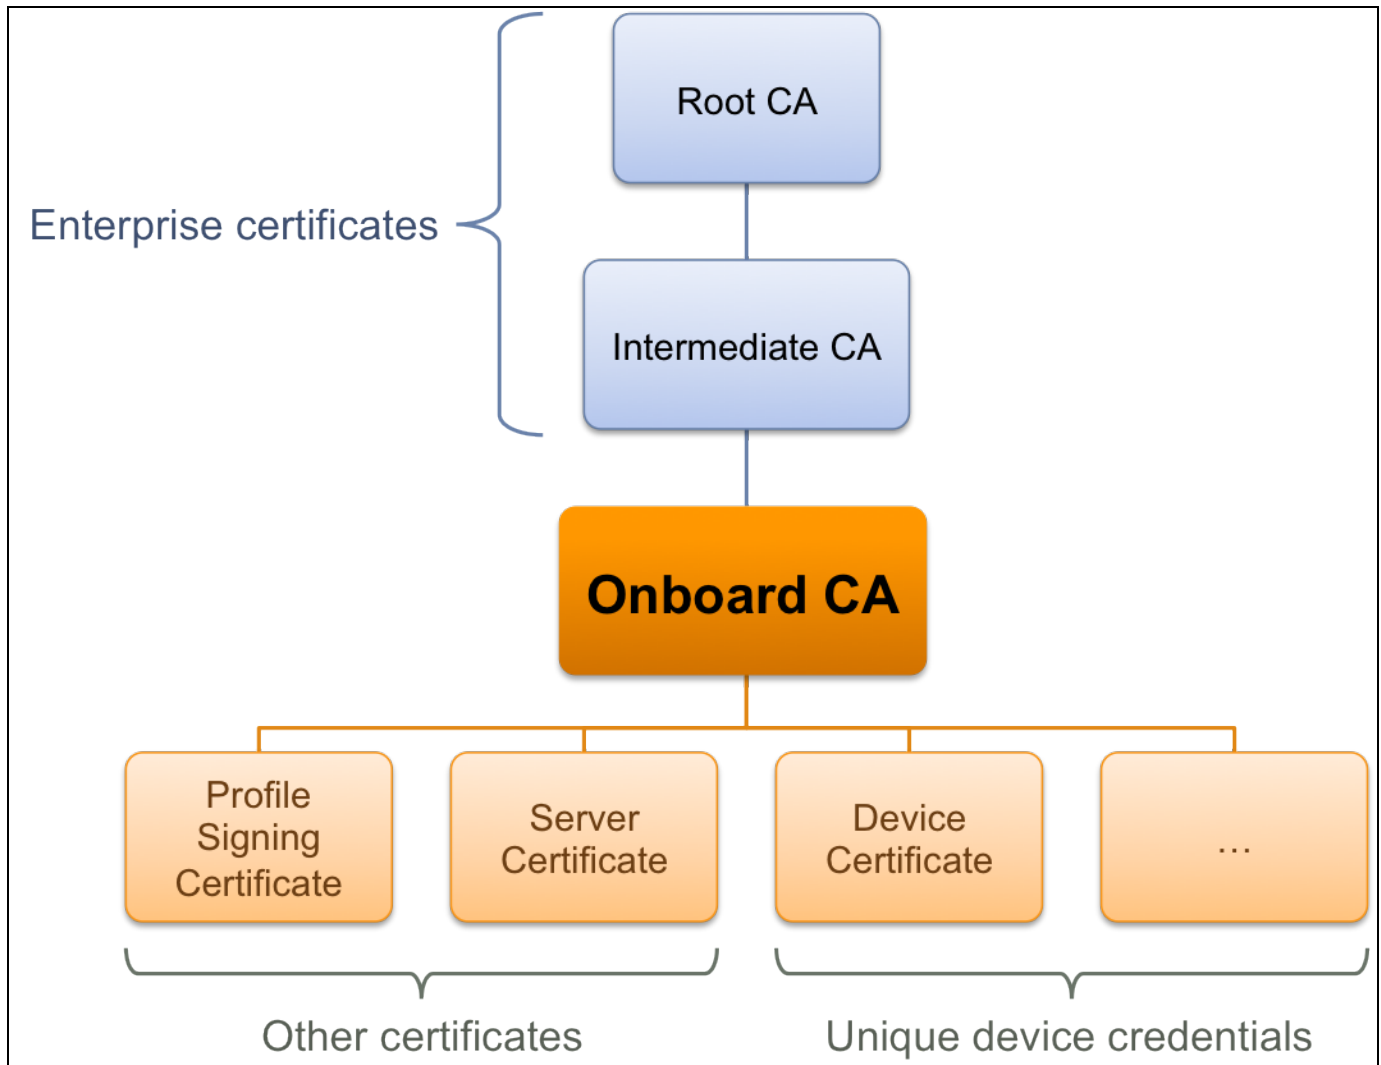 Root CA
Enterprise certificates
Intermediate CA
Onboard CA
Profile
Signing
Certificate
Server
Certificate
Device
Certificate
...
Other certificates
Unique device credentials